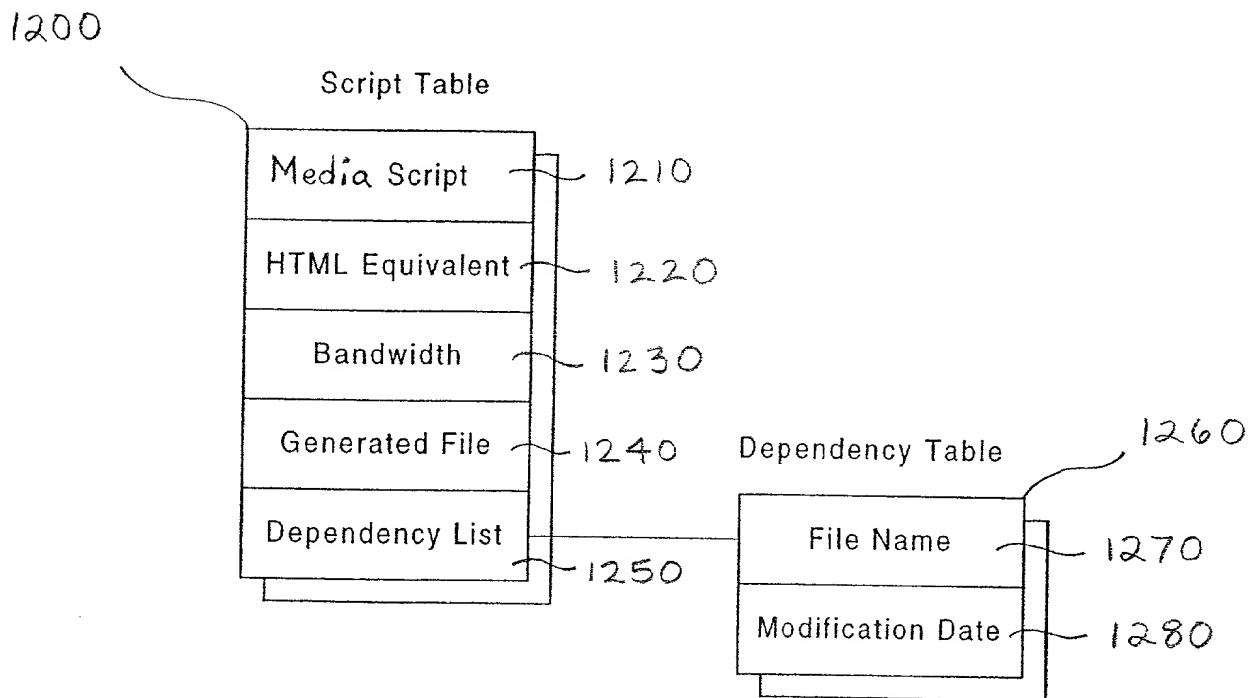 1200
Script Table
Media Script 1210
HTML Equivalent 1220
Bandwidth 1230
Generated File 1240
Dependency List 1250
Dependency Table 1260
File Name 1270
Modification Date 1280